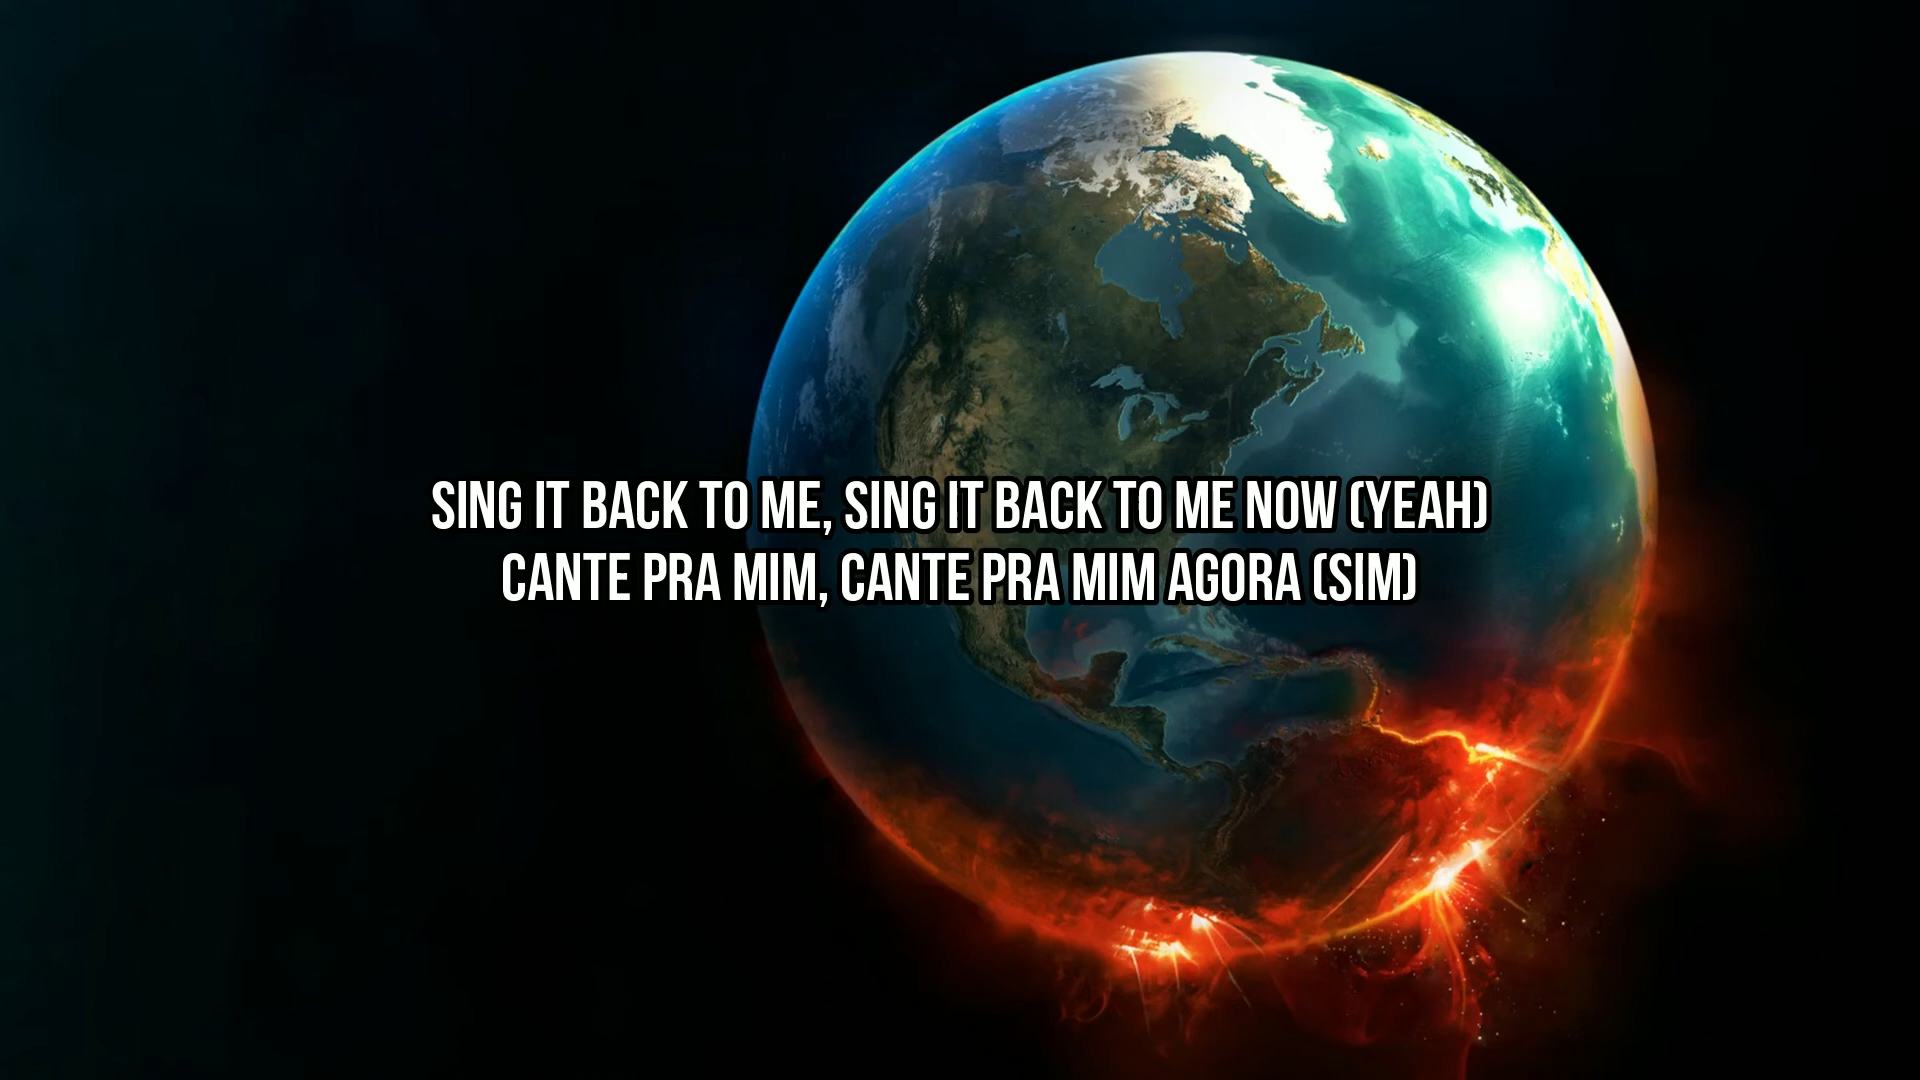 SING IT BACK TO ME, SING IT BACK TO ME NOW (YEAH)
CANTE PRA MIM, CANTE PRA MIM AGORA (SIM)